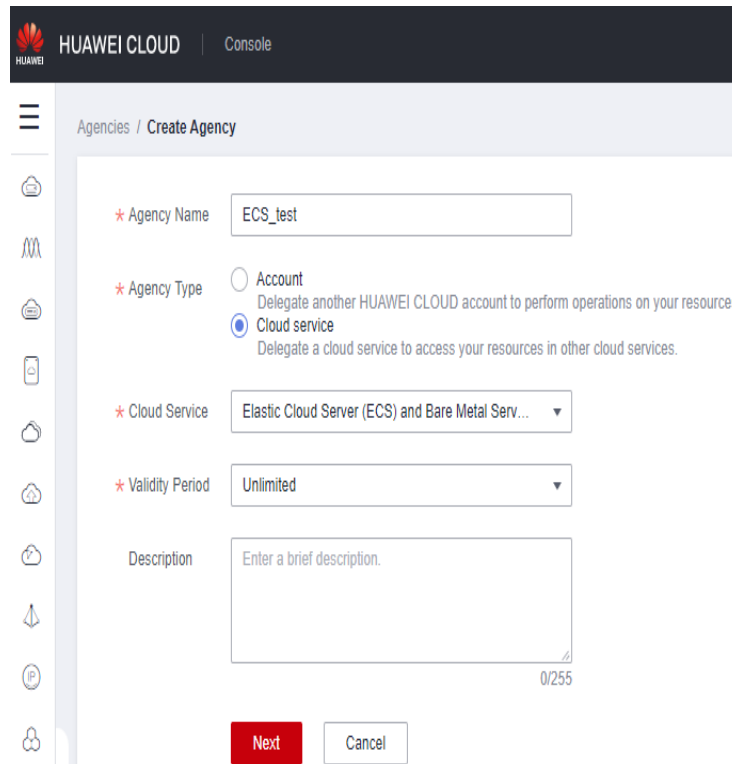 HUAWEI
HUAWEI CLOUD
Console
Agencies / Create Agency
* Agency Name
ECS_test
* Agency Type
Account
Delegate another HUAWEI CLOUD account to perform operations on your resource
Cloud service
Delegate a cloud service to access your resources in other cloud services.
* Cloud Service
Elastic Cloud Server (ECS) and Bare Metal Serv...
* Validity Period
Unlimited
Description
Enter a brief description.
0/255
IP
Next
Cancel